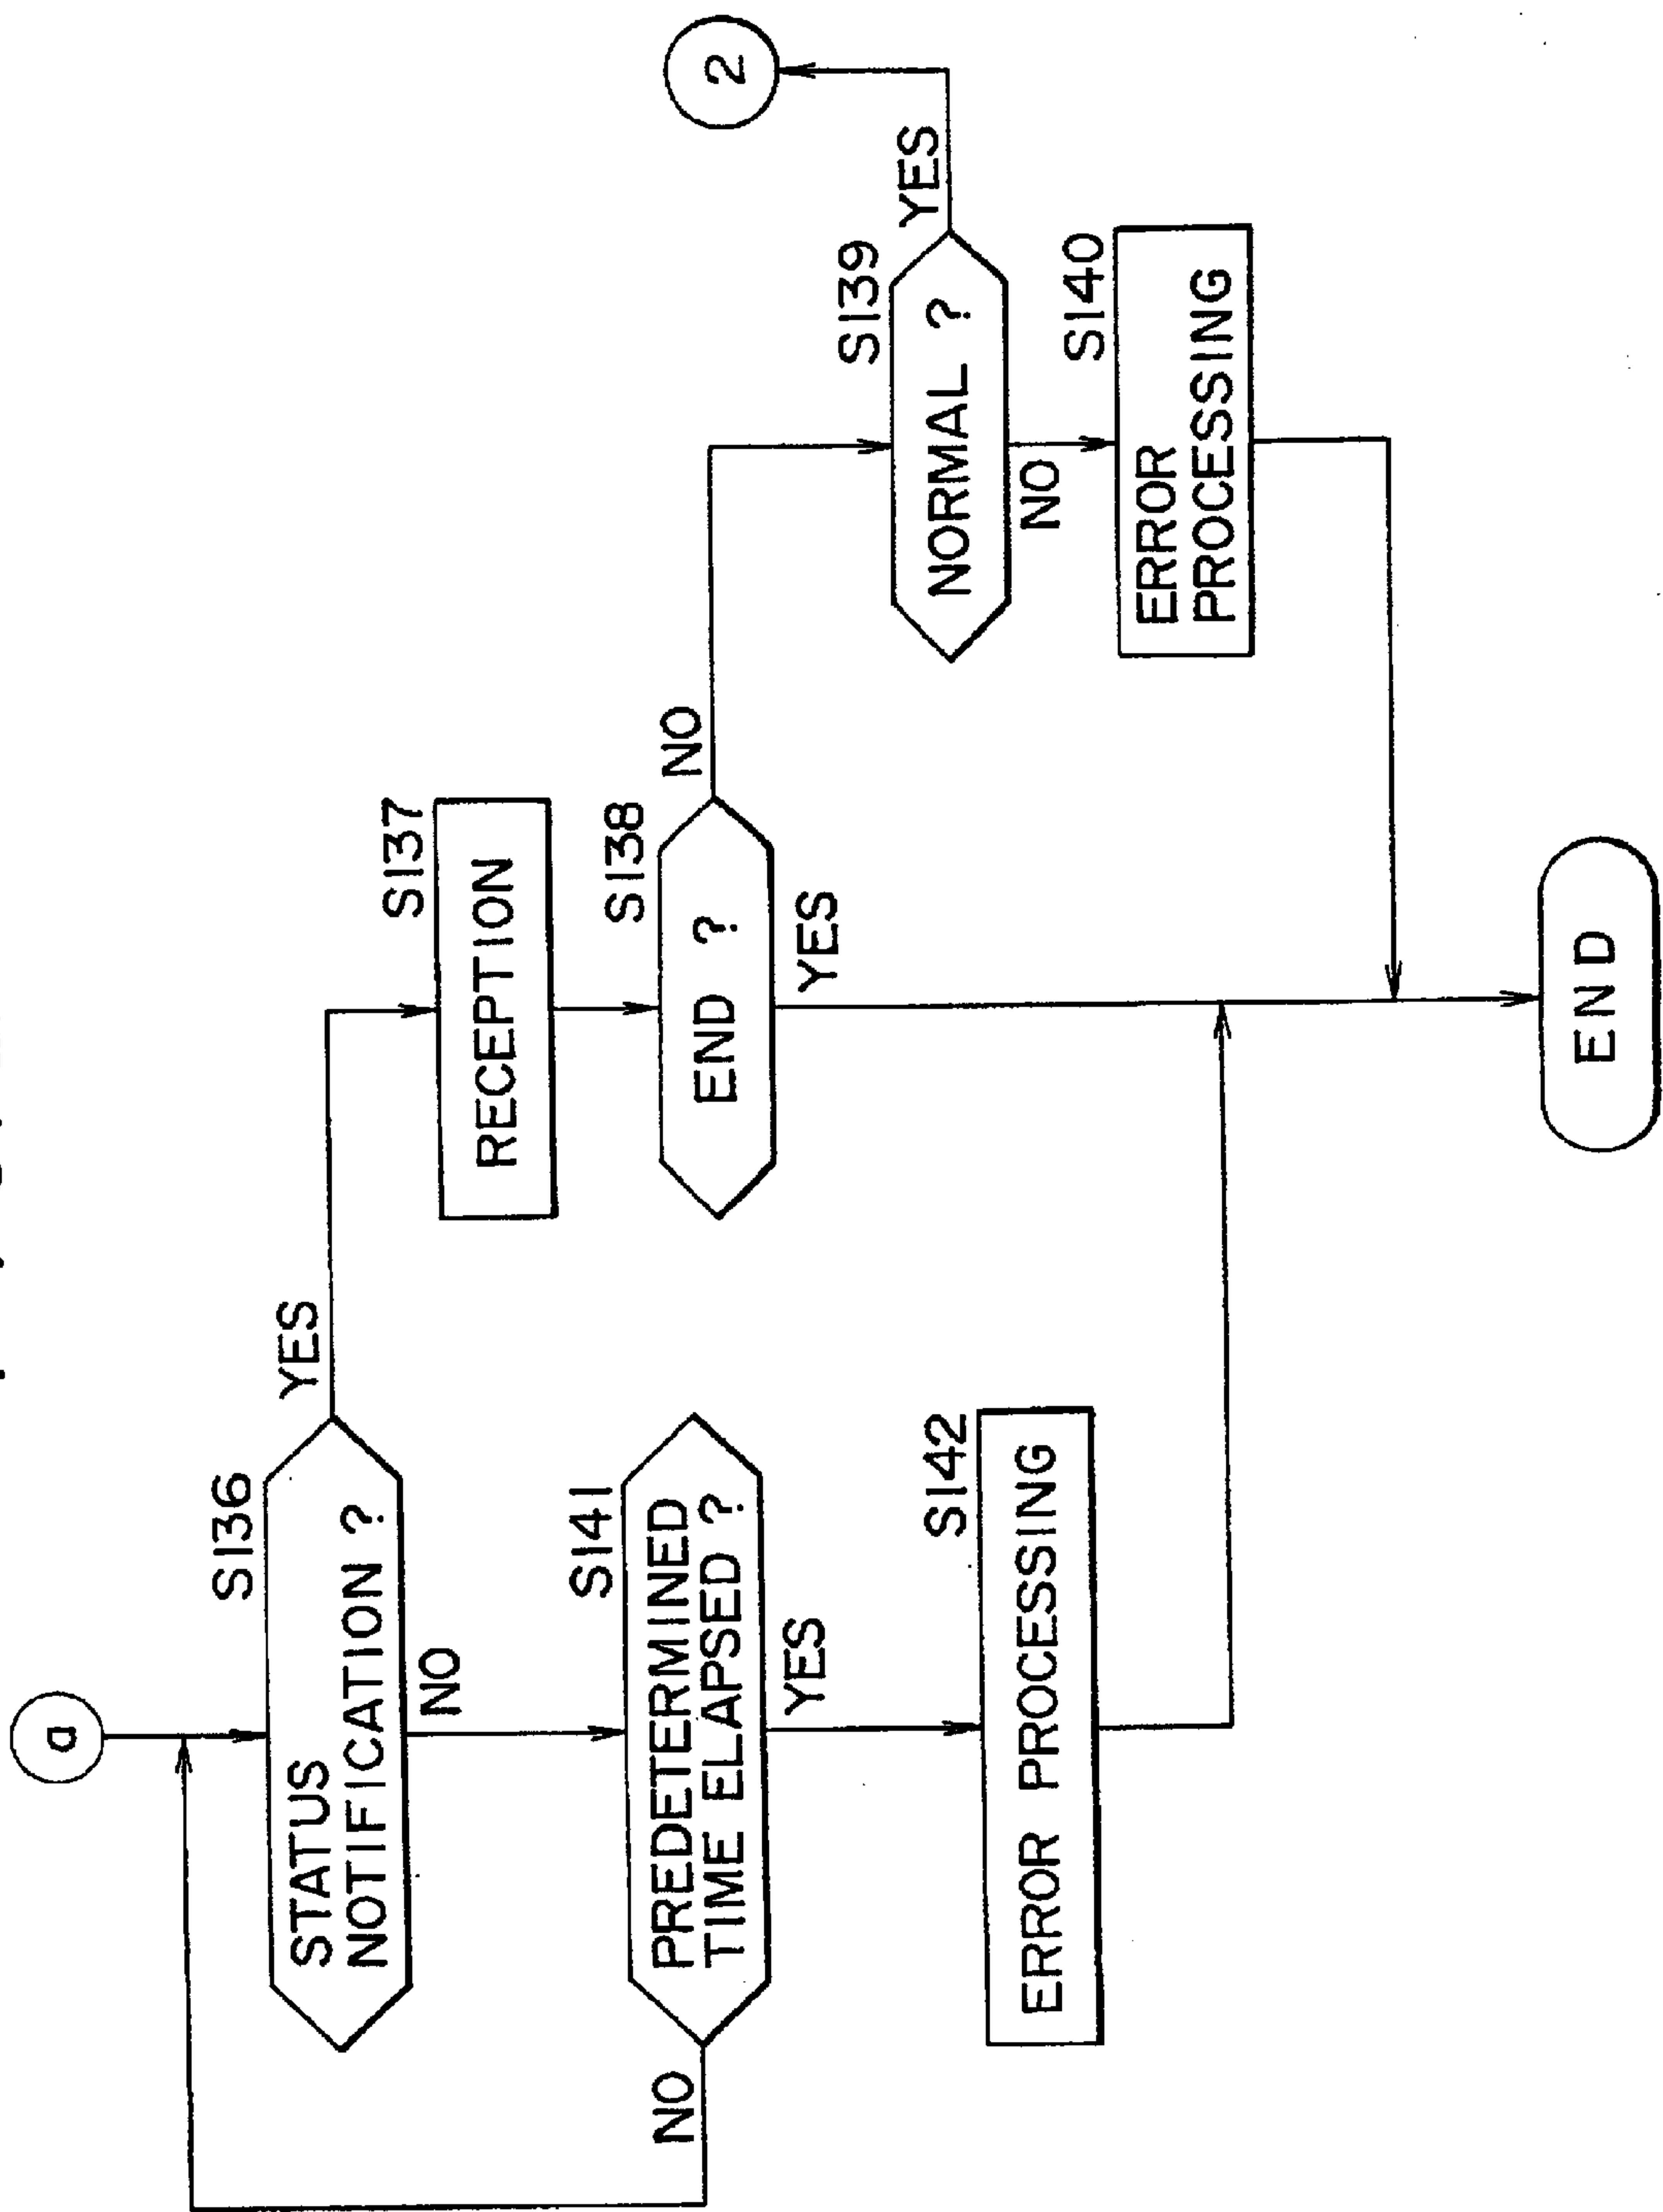 a
S136
STATUS
NOTIFICATION ?
YES
NO
S141
PREDETERMINED
TIME ELAPSED ?
NO
YES
S142
ERROR PROCESSING
S137
RECEPTION
S138
END ?
NO
YES
S139
NORMAL ?
YES
NO
2
S140
ERROR
PROCESSING
END